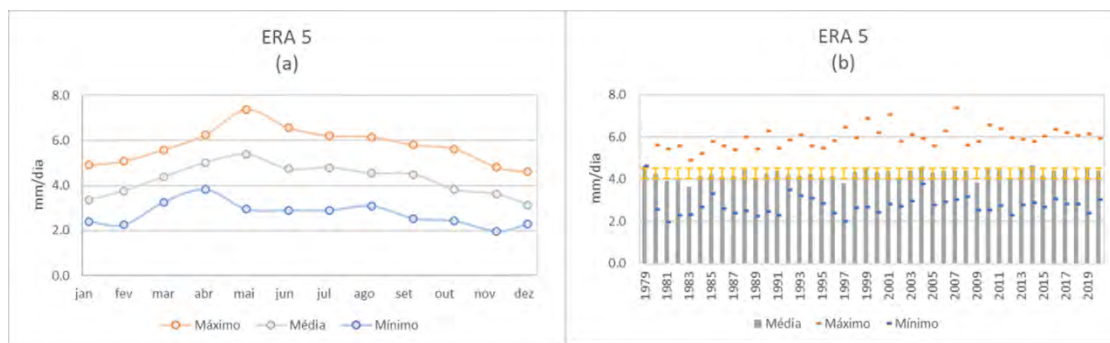 ERA 5
(a)
8.0
6.0
4.0
2.0
0.0
mm/dia
jan fev mar abr mai jun jul ago set out nov dez
Máximo Média Mínimo
ERA 5
(b)
8.0
6.0
4.0
2.0
0.0
mm/dia
1979 1981 1983 1985 1987 1989 1991 1993 1995 1997 1999 2001 2003 2005 2007 2009 2011 2013 2015 2017 2019
Média Máximo Mínimo